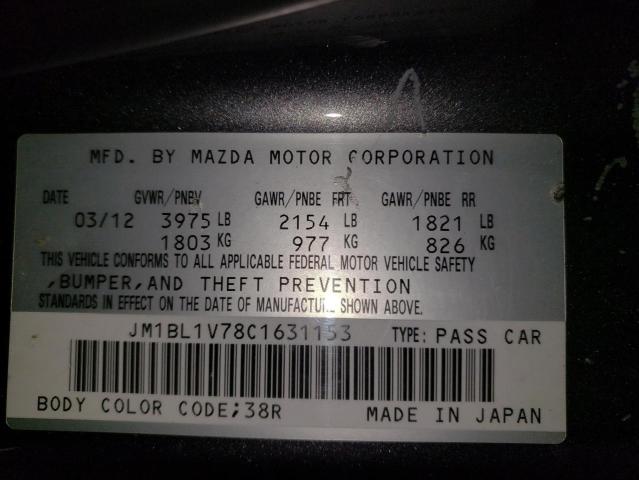 MFD. BY MAZDA MOTOR CORPORATION
DATE GVWR/PNBV GAWR/PNBE FRT GAWR/PNBE RR
03/12 3975 LB 2154 LB 1821 LB
1803 KG 977 KG 826 KG
THIS VEHICLE CONFORMS TO ALL APPLICABLE FEDERAL MOTOR VEHICLE SAFETY
,BUMPER,AND THEFT PREVENTION
STANDARDS IN EFFECT ON THE DATE OF MANUFACTURE SHOWN ABOVE.
JM1BL1V78C1631153 TYPE: PASS CAR
BODY COLOR CODE;38R MADE IN JAPAN